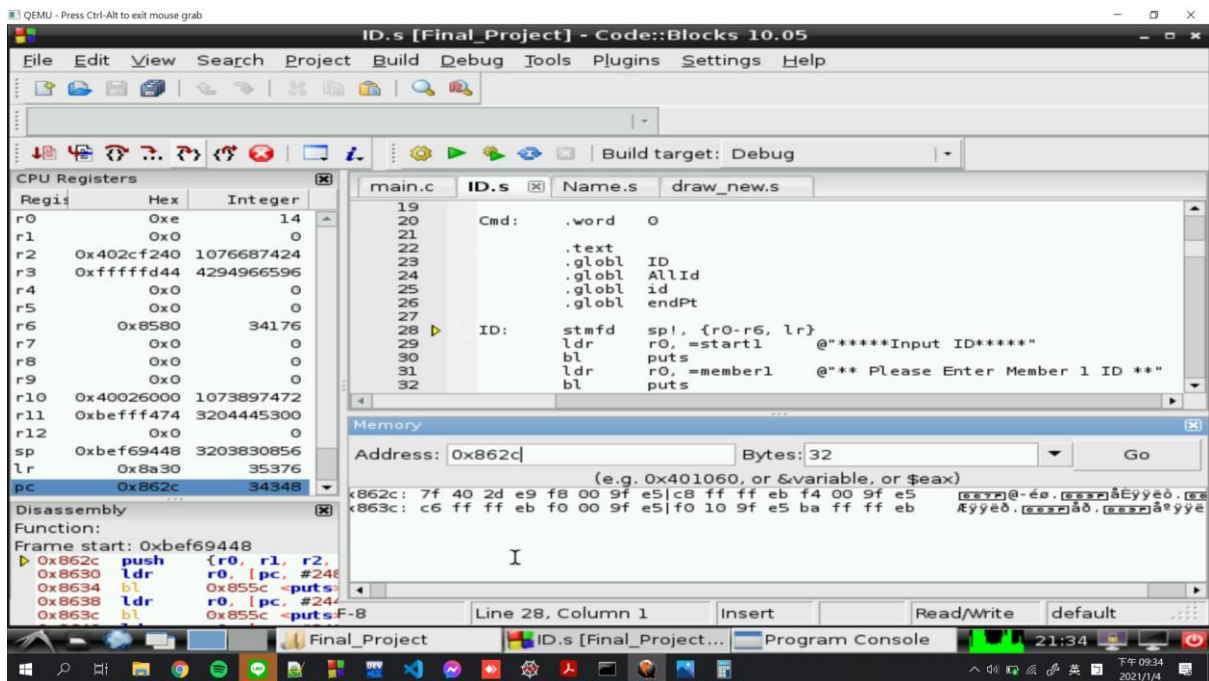 QEMU - Press Ctrl-Alt to exit mouse grab
ID.s [Final_Project] - Code::Blocks 10.05
File Edit View Search Project Build Debug Tools Plugins Settings Help
Build target: Debug
CPU Registers
Regis Hex Integer
r0 0xe 14
r1 0x0 0
r2 0x402cf240 1076687424
r3 0xfffffd44 4294966596
r4 0x0 0
r5 0x0 0
r6 0x8580 34176
r7 0x0 0
r8 0x0 0
r9 0x0 0
r10 0x40026000 1073897472
r11 0xbefff474 3204445300
r12 0x0 0
sp 0xbef69448 3203830856
lr 0x8a30 35376
pc 0x862c 34348
Disassembly
Function:
Frame start: 0xbef69448
0x862c push {r0, r1, r2,
0x8630 ldr r0, [pc, #248
0x8634 bl 0x855c <puts>
0x8638 ldr r0, [pc, #244
0x863c bl 0x855c <puts
main.c ID.s Name.s draw_new.s
19
20 Cmd: .word 0
21
22 .text
23 .globl ID
24 .globl AllId
25 .globl id
26 .globl endPt
27
28 ID: stmfd sp!, {r0-r6, lr}
29 ldr r0, =start1 @"*****Input ID*****"
30 bl puts
31 ldr r0, =member1 @"** Please Enter Member 1 ID **"
32 bl puts
Memory
Address: 0x862c Bytes: 32 Go
(e.g. 0x401060, or &variable, or $eax)
x862c: 7f 40 2d e9 f8 00 9f e5|c8 ff ff eb f4 00 9f e5
x863c: c6 ff ff eb f0 00 9f e5|f0 10 9f e5 ba ff ff eb
F-8 Line 28, Column 1 Insert Read/Write default
Final_Project ID.s [Final_Project... Program Console 21:34
英 下午 09:34
2021/1/4